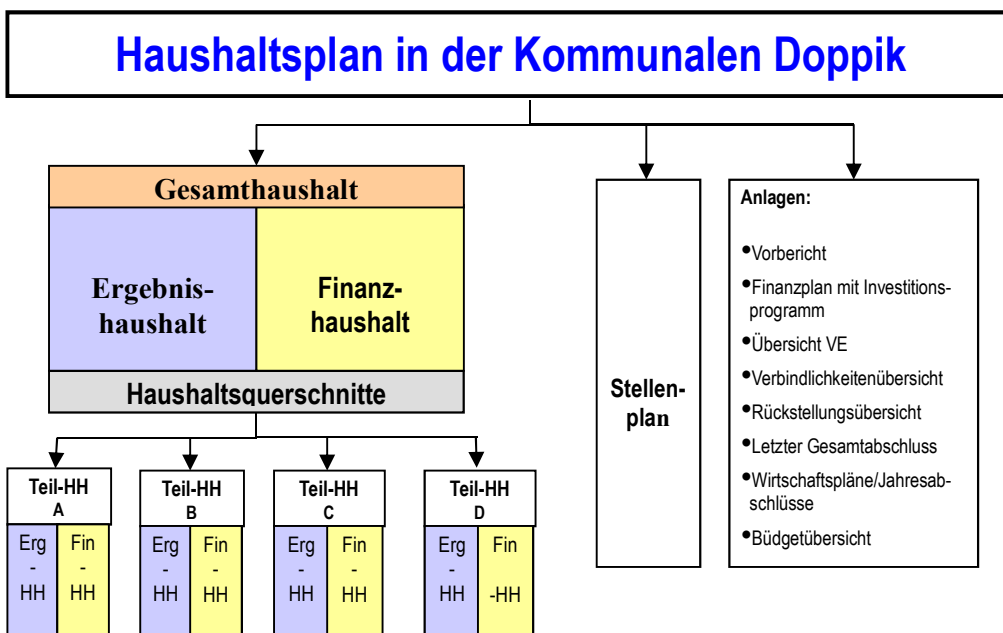 Haushaltsplan in der Kommunalen Doppik
Gesamthaushalt
Ergebnis-
haushalt
Finanz-
haushalt
Haushaltsquerschnitte
Teil-HH
A
Erg
-
HH
Fin
-
HH
Teil-HH
B
Erg
-
HH
Fin
-
HH
Teil-HH
C
Erg
-
HH
Fin
-
HH
Teil-HH
D
Erg
-
HH
Fin
-HH
Stellen-
plan
Anlagen:
•Vorbericht
•Finanzplan mit Investitions-
programm
•Übersicht VE
•Verbindlichkeitenübersicht
•Rückstellungsübersicht
•Letzter Gesamtabschluss
•Wirtschaftspläne/Jahresab-
schlüsse
•Büdgetübersicht